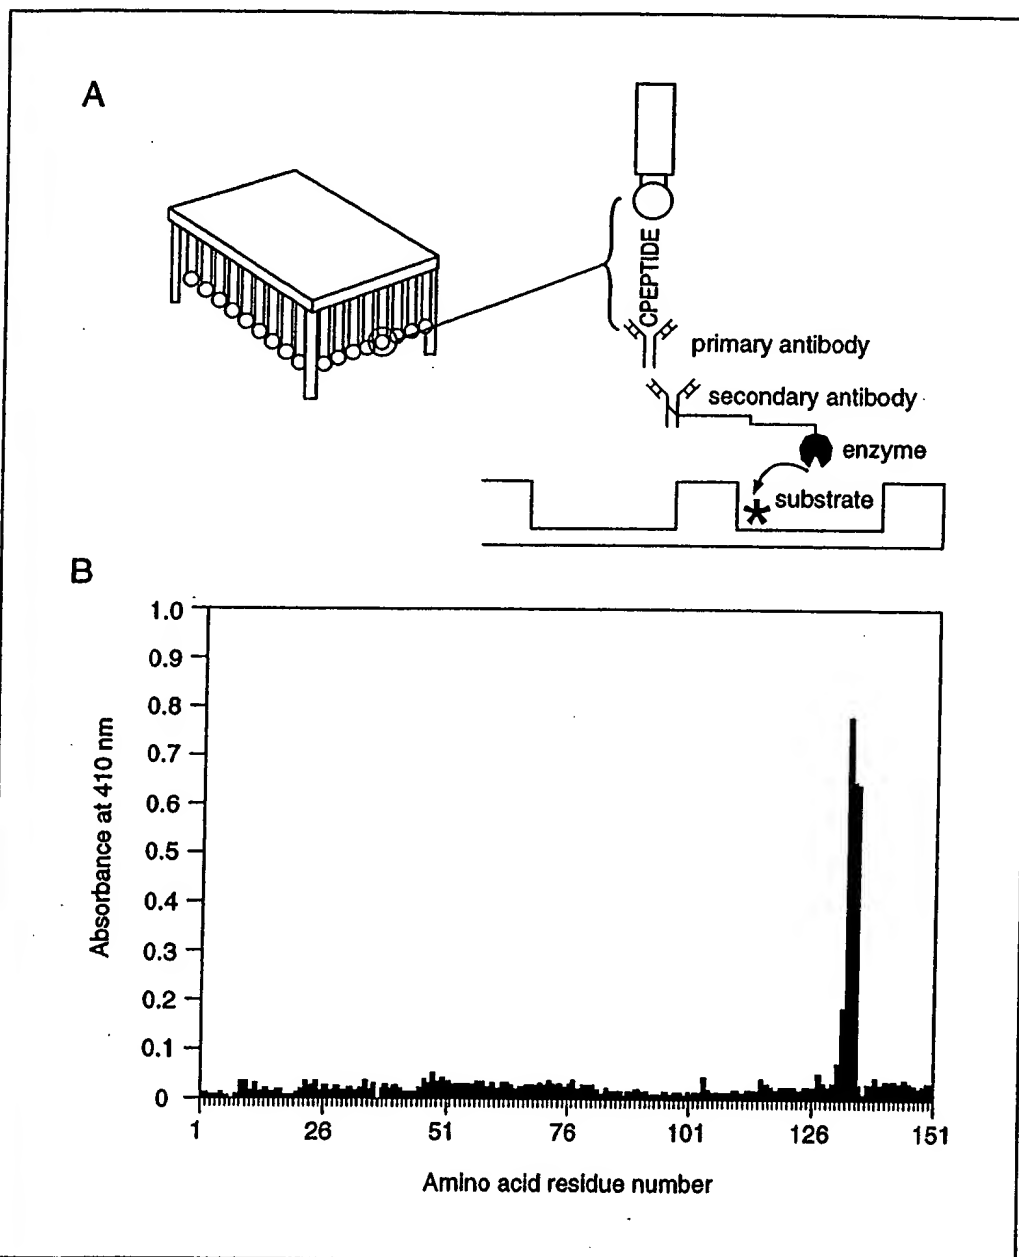 A
CPEPTIDE
primary antibody
secondary antibody
enzyme
substrate
B
1.0
0.9
0.8
0.7
0.6
0.5
0.4
0.3
0.2
0.1
0
Absorbance at 410 nm
1 26 51 76 101 126 151
Amino acid residue number